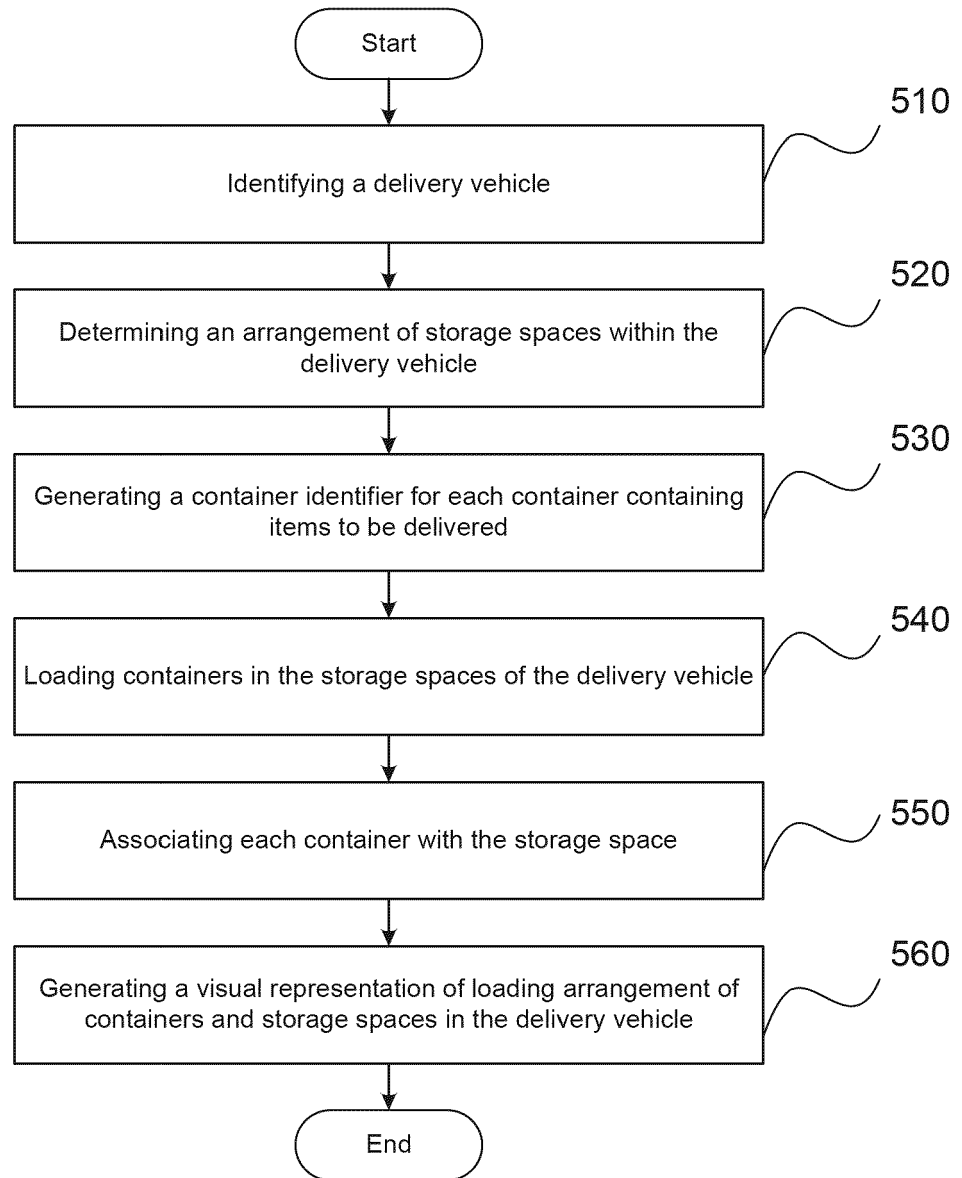 Start
510
Identifying a delivery vehicle
520
Determining an arrangement of storage spaces within the
delivery vehicle
530
Generating a container identifier for each container containing
items to be delivered
540
Loading containers in the storage spaces of the delivery vehicle
550
Associating each container with the storage space
560
Generating a visual representation of loading arrangement of
containers and storage spaces in the delivery vehicle
End